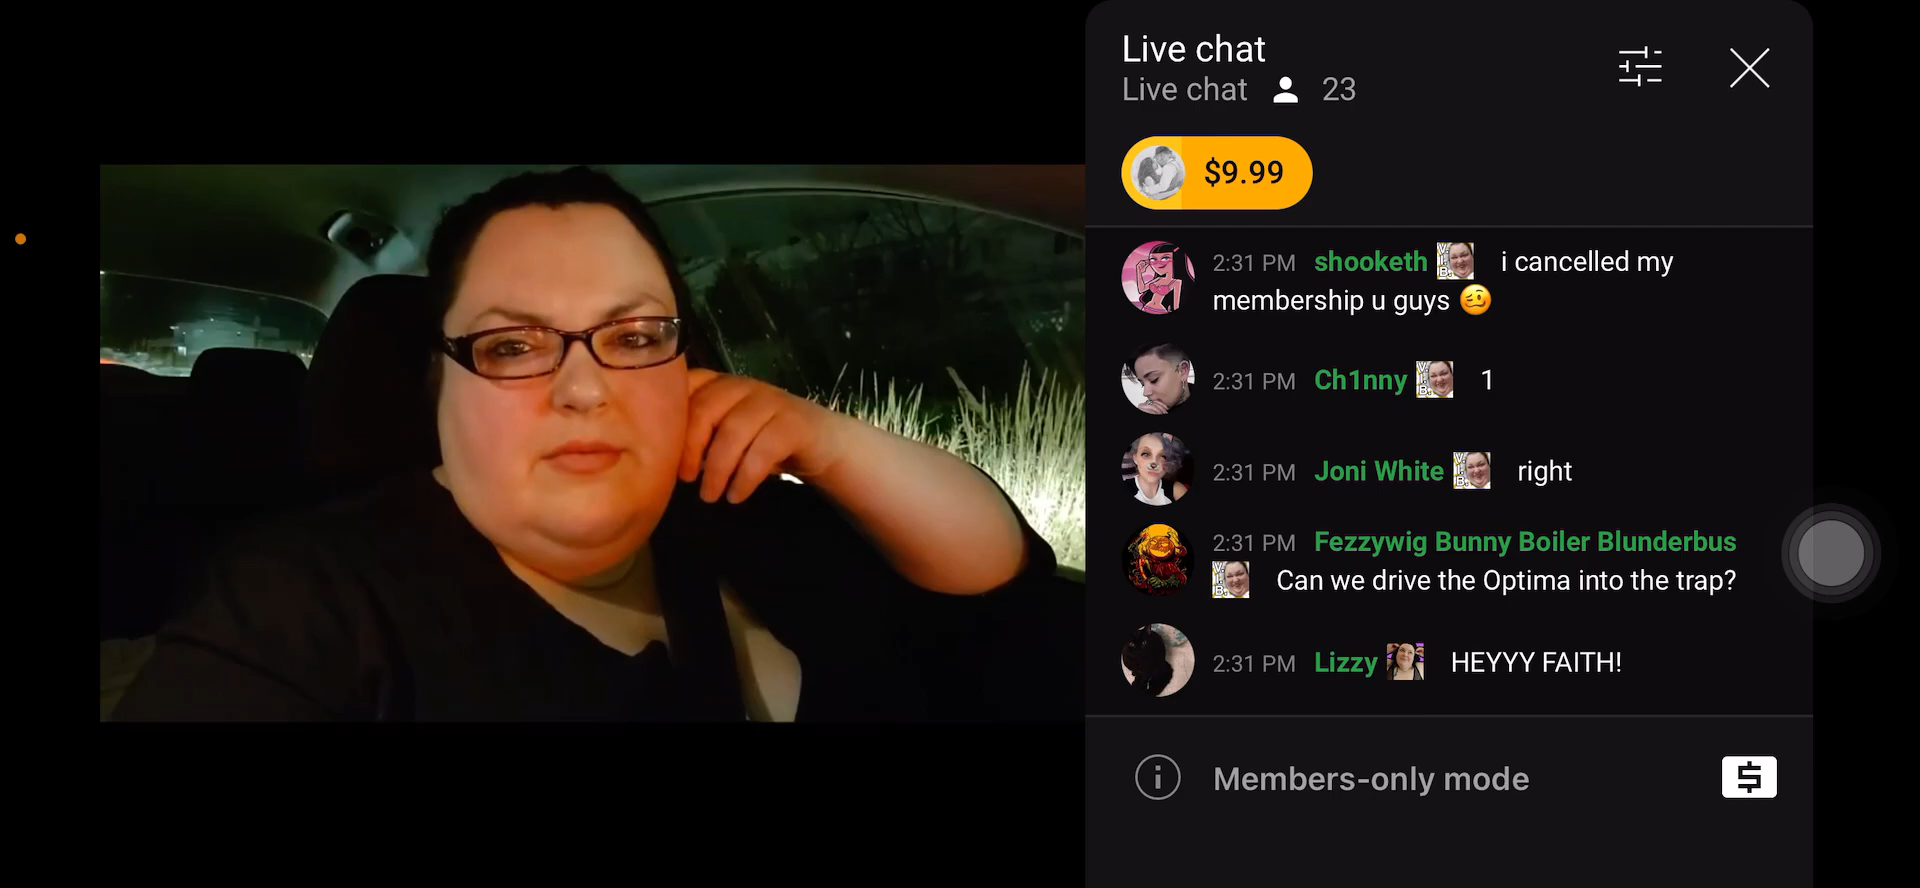 Live chat
Live chat 23
$9.99
2:31 PM shooketh i cancelled my
membership u guys 🥴
2:31 PM Ch1nny 1
2:31 PM Joni White right
2:31 PM Fezzywig Bunny Boiler Blunderbus
Can we drive the Optima into the trap?
2:31 PM Lizzy HEYYY FAITH!
Members-only mode